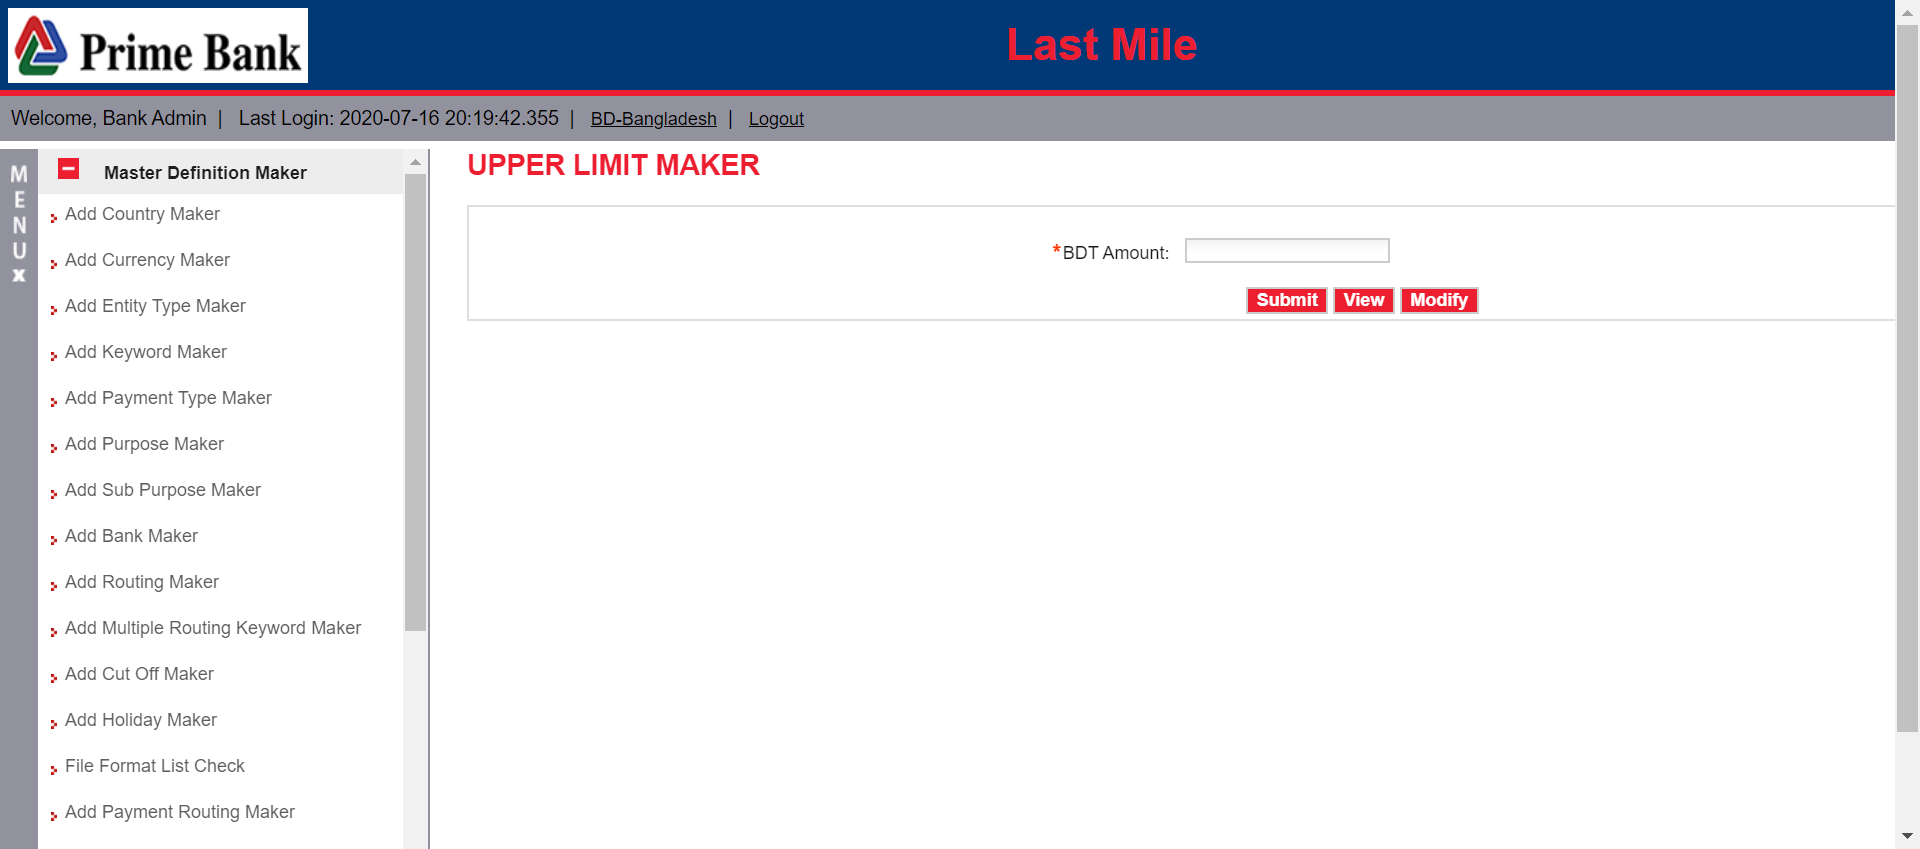 Prime Bank
Last Mile
Welcome, Bank Admin | Last Login: 2020-07-16 20:19:42.355 | BD-Bangladesh | Logout
MENU
x
Master Definition Maker
Add Country Maker
Add Currency Maker
Add Entity Type Maker
Add Keyword Maker
Add Payment Type Maker
Add Purpose Maker
Add Sub Purpose Maker
Add Bank Maker
Add Routing Maker
Add Multiple Routing Keyword Maker
Add Cut Off Maker
Add Holiday Maker
File Format List Check
Add Payment Routing Maker
UPPER LIMIT MAKER
*BDT Amount:
Submit View Modify